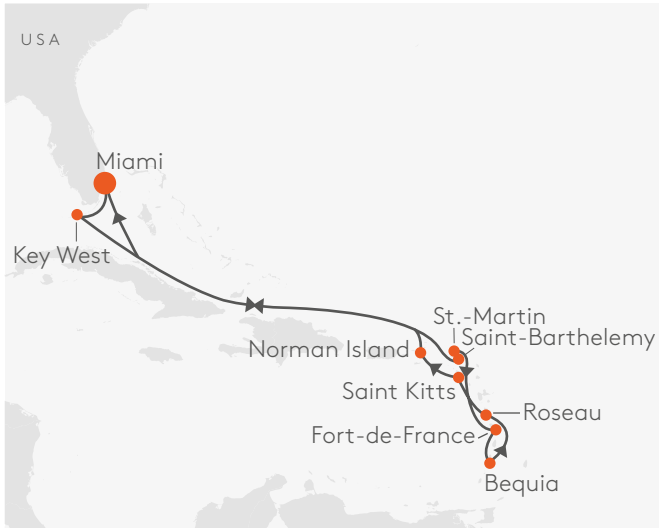 USA
Miami
Key West
St.-Martin
Saint-Barthelemy
Norman Island
Saint Kitts
Roseau
Fort-de-France
Bequia